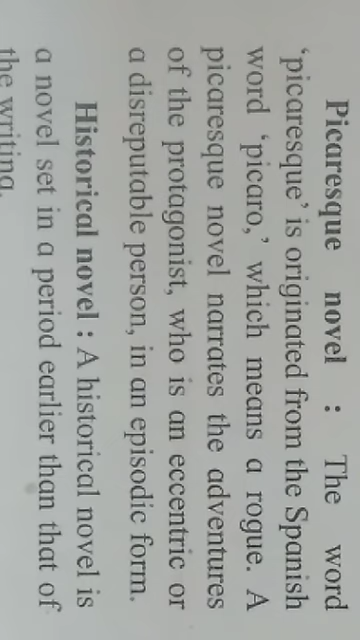 Picaresque novel : The word
‘picaresque’ is originated from the Spanish
word ‘picaro,’ which means a rogue. A
picaresque novel narrates the adventures
of the protagonist, who is an eccentric or
a disreputable person, in an episodic form.
Historical novel : A historical novel is
a novel set in a period earlier than that of
the writing.